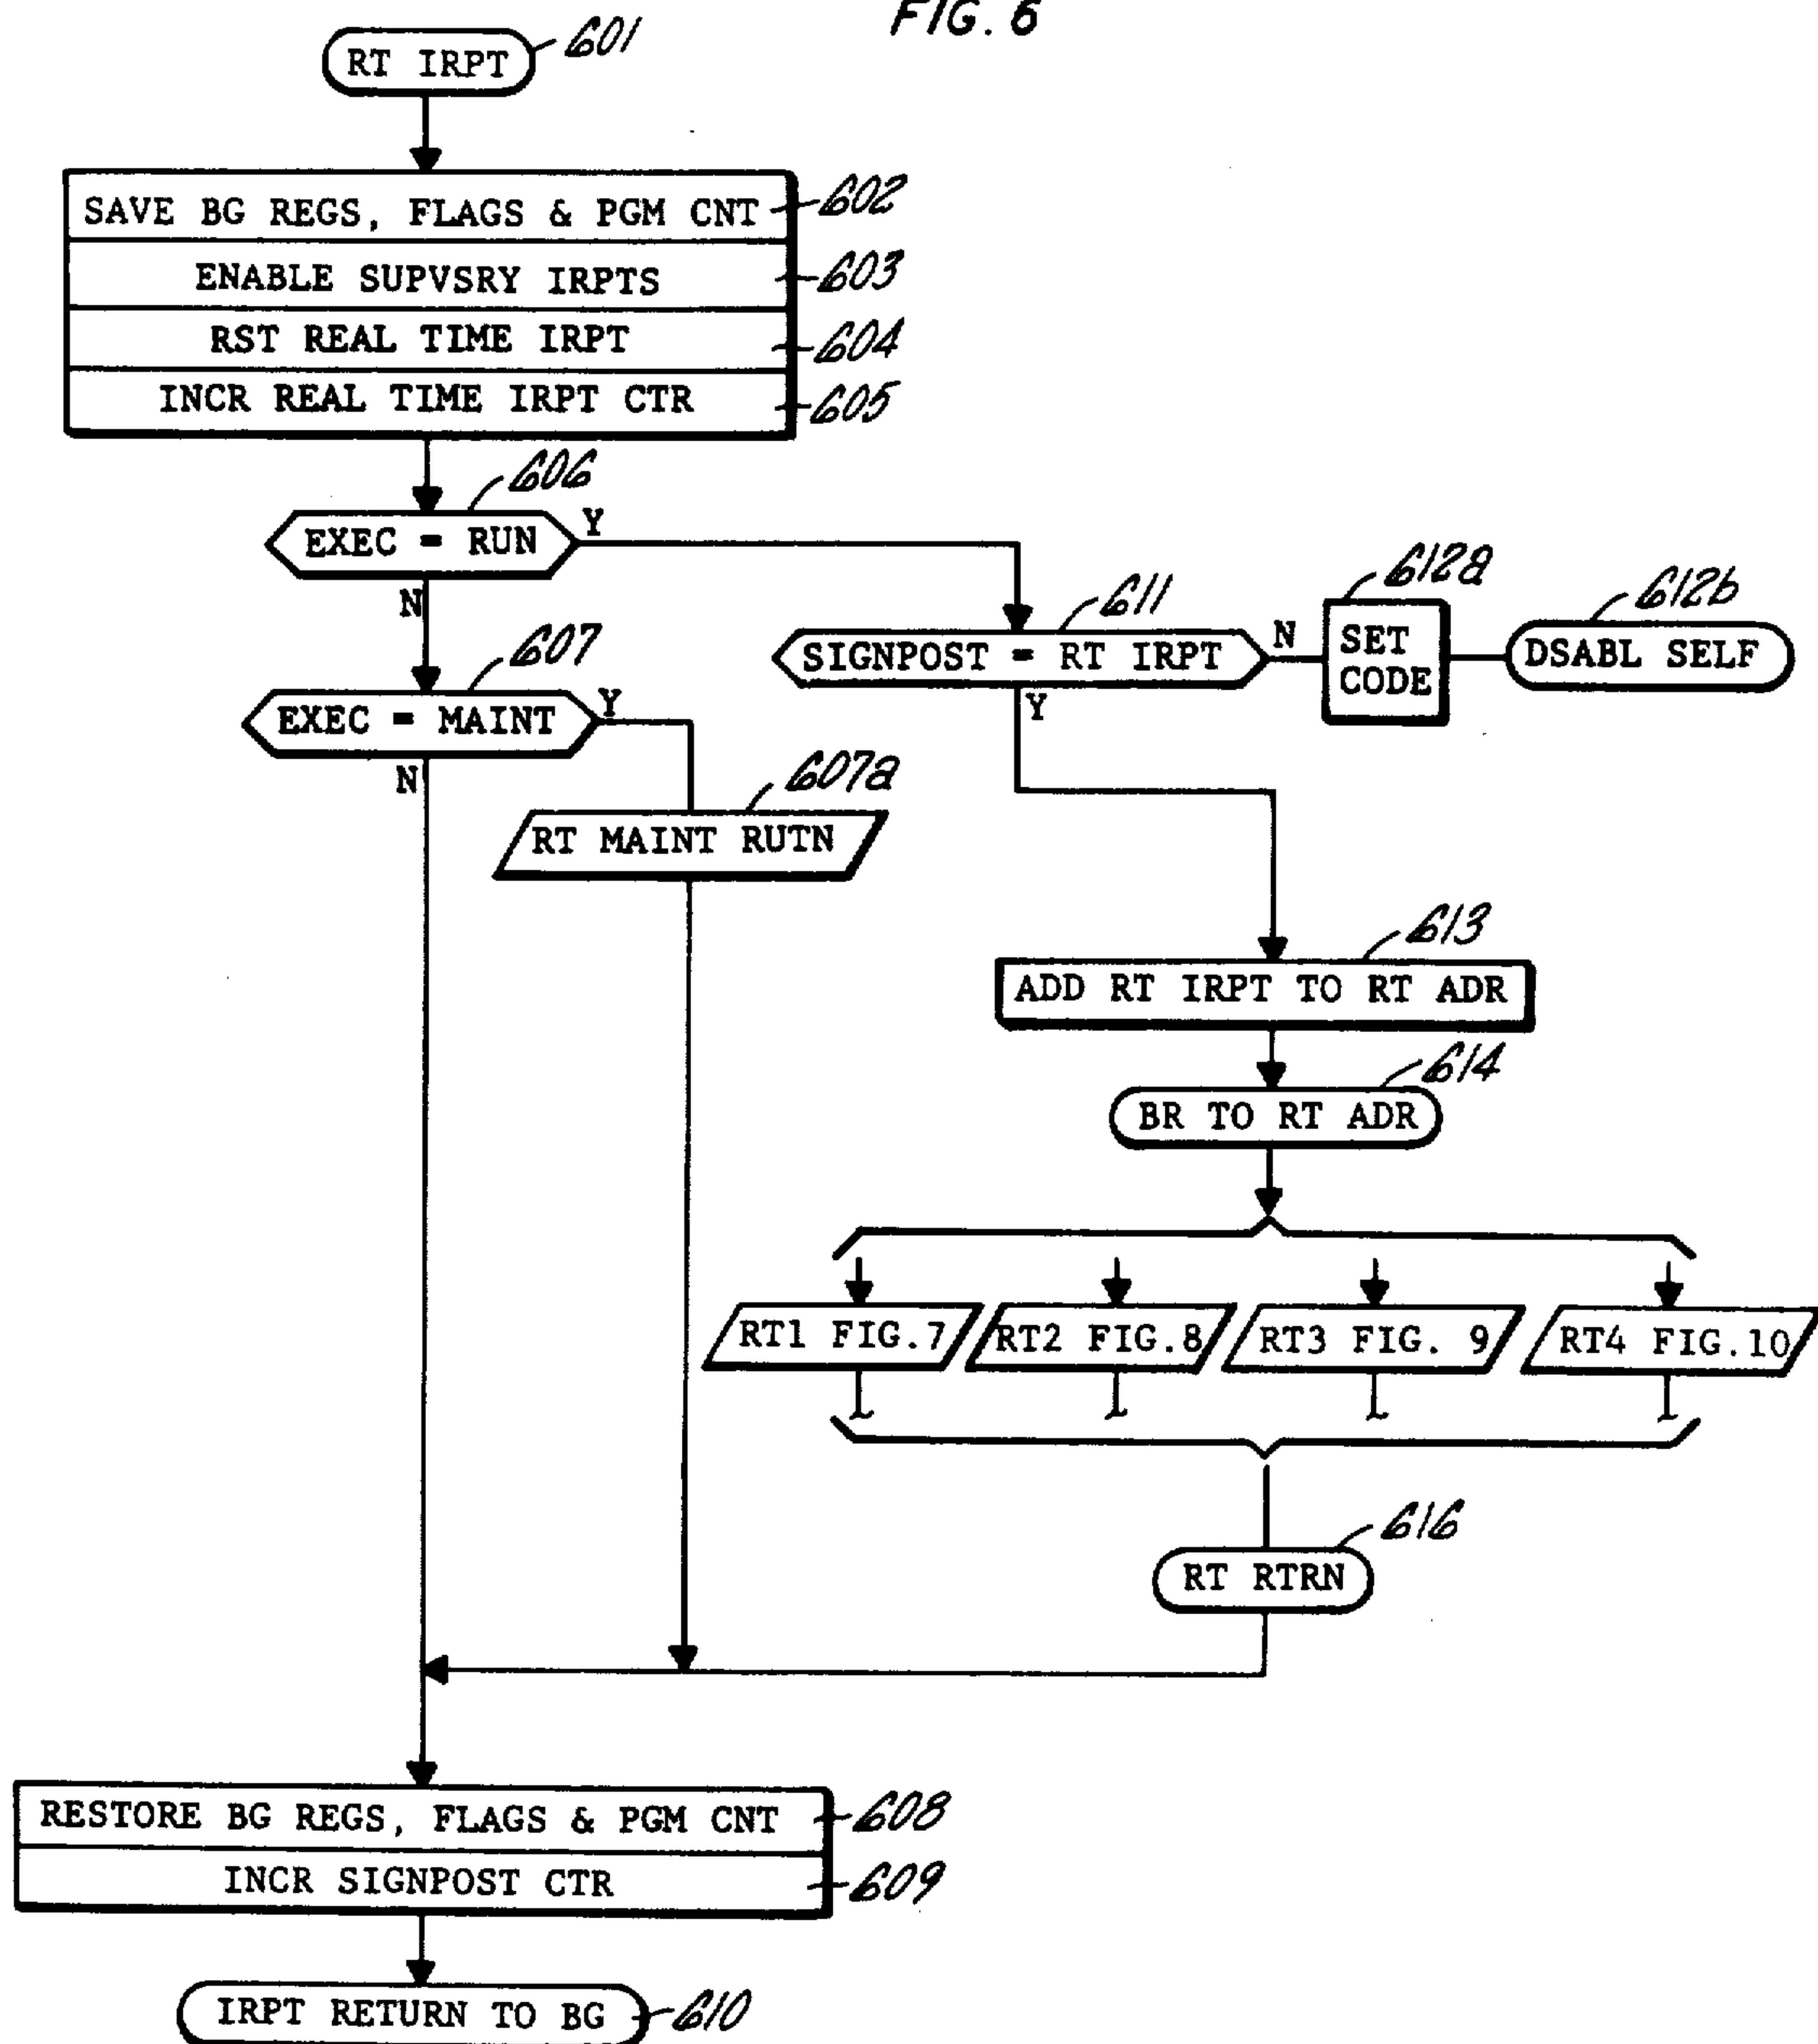 FIG. 6
RT IRPT
601
SAVE BG REGS, FLAGS & PGM CNT
602
ENABLE SUPVSRY IRPTS
603
RST REAL TIME IRPT
604
INCR REAL TIME IRPT CTR
605
606
EXEC = RUN
Y
N
611
SIGNPOST = RT IRPT
N
Y
612a
SET
CODE
612b
DSABL SELF
607
EXEC = MAINT
Y
N
607a
RT MAINT RUTN
613
ADD RT IRPT TO RT ADR
614
BR TO RT ADR
RT1 FIG.7
RT2 FIG.8
RT3 FIG. 9
RT4 FIG.10
616
RT RTRN
RESTORE BG REGS, FLAGS & PGM CNT
608
INCR SIGNPOST CTR
609
IRPT RETURN TO BG
610